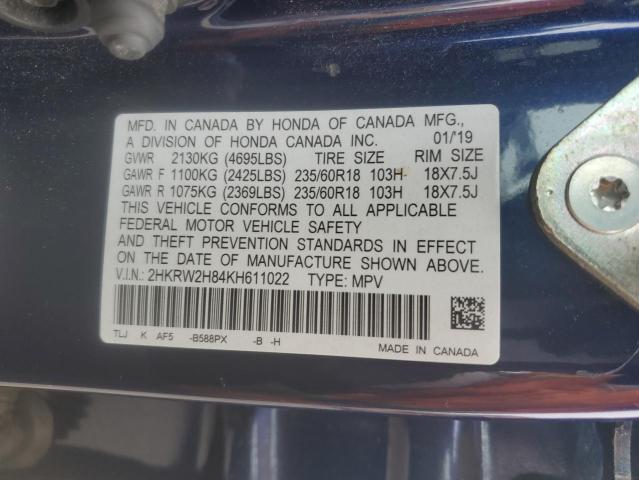 MFD. IN CANADA BY HONDA OF CANADA MFG.,
A DIVISION OF HONDA CANADA INC. 01/'19
GVWR 2130KG (4695LBS) TIRE SIZE RIM SIZE
GAWR F 1100KG (2425LBS) 235/60R18 103H 18X7.5J
GAWR R 1075KG (2369LBS) 235/60R18 103H 18X7.5J
THIS VEHICLE CONFORMS TO ALL APPLICABLE
FEDERAL MOTOR VEHICLE SAFETY
AND THEFT PREVENTION STANDARDS IN EFFECT
ON THE DATE OF MANUFACTURE SHOWN ABOVE.
V.I.N.: 2HKRW2H84KH611022 TYPE: MPV
TLJ K AF5 -B588PX -B -H
MADE IN CANADA